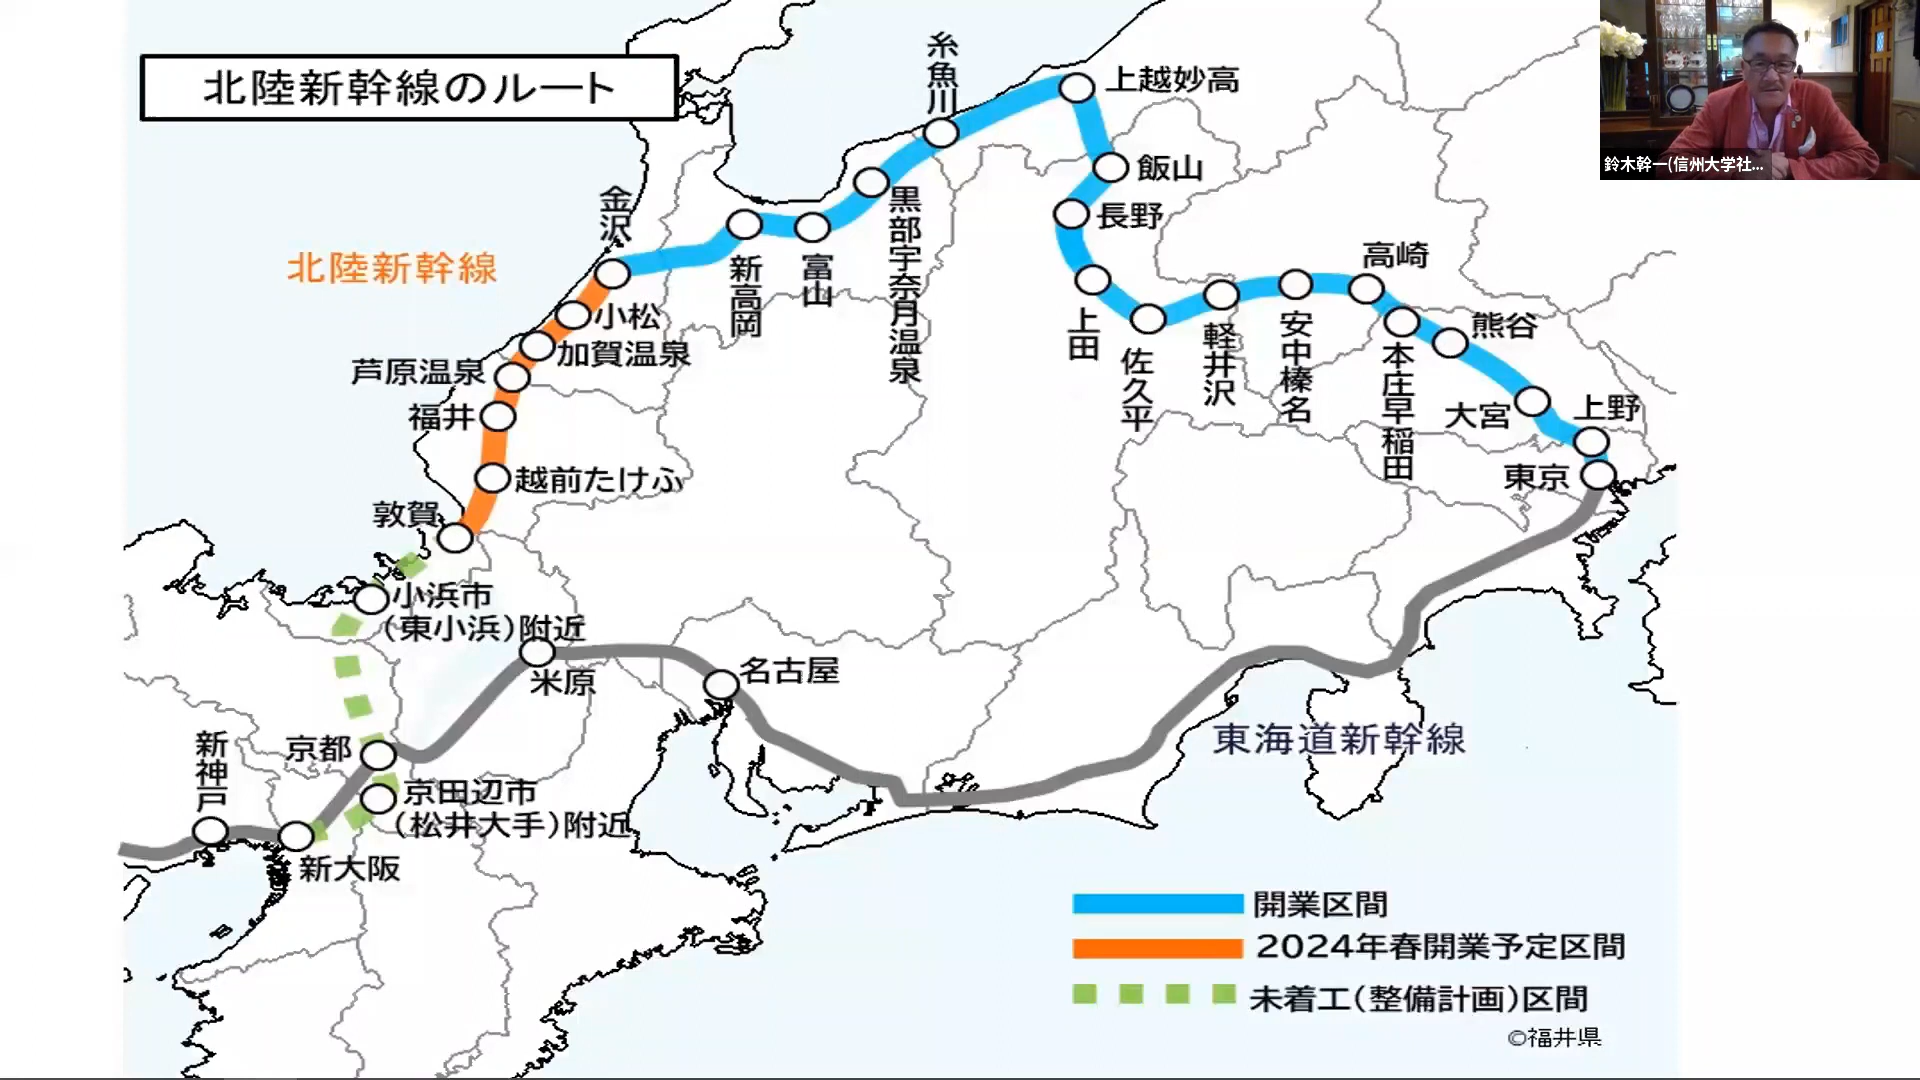 北陸新幹線のルート
鈴木幹一(信州大学社...
糸魚川
上越妙高
飯山
長野
金沢
黒部宇奈月温泉
北陸新幹線
新高岡
富山
高崎
小松
加賀温泉
芦原温泉
福井
上田
佐久平
軽井沢
安中榛名
本庄早稲田
熊谷
大宮
上野
東京
越前たけふ
敦賀
小浜市
(東小浜)附近
米原
名古屋
東海道新幹線
新神戸
京都
京田辺市
(松井大手)附近
新大阪
開業区間
2024年春開業予定区間
未着工(整備計画)区間
©福井県